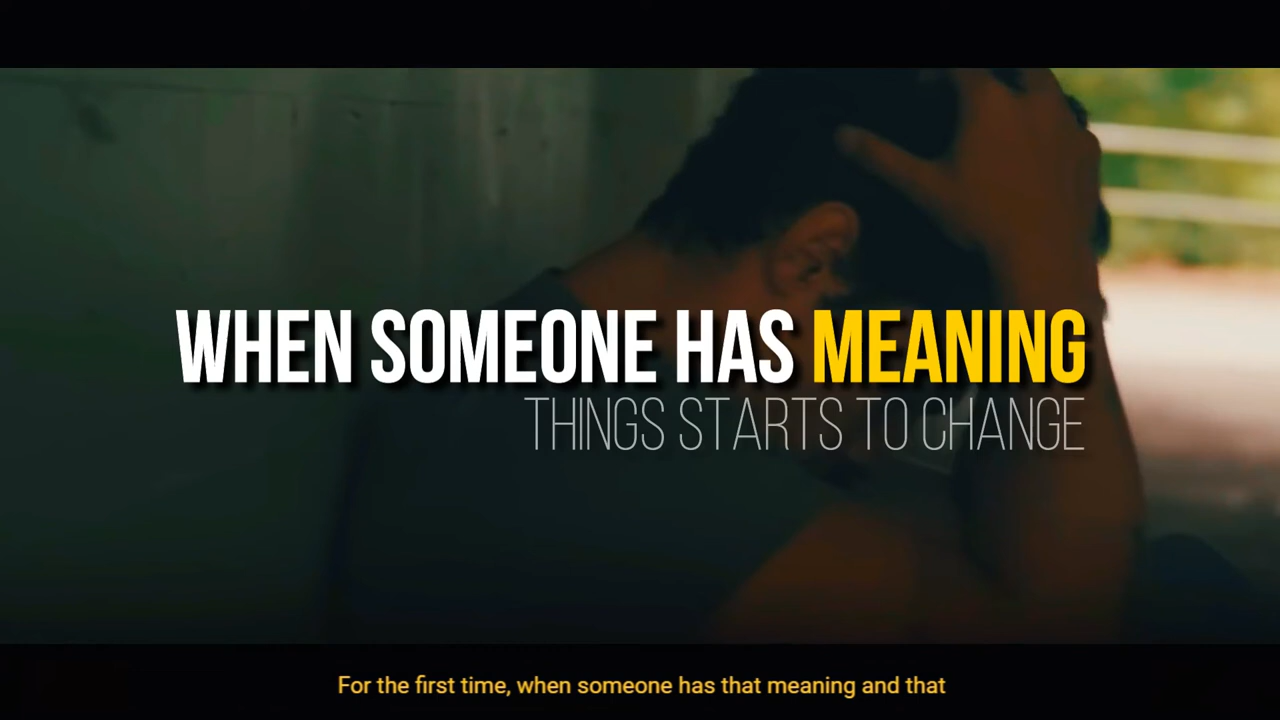 WHEN SOMEONE HAS MEANING
THINGS STARTS TO CHANGE
For the first time, when someone has that meaning and that